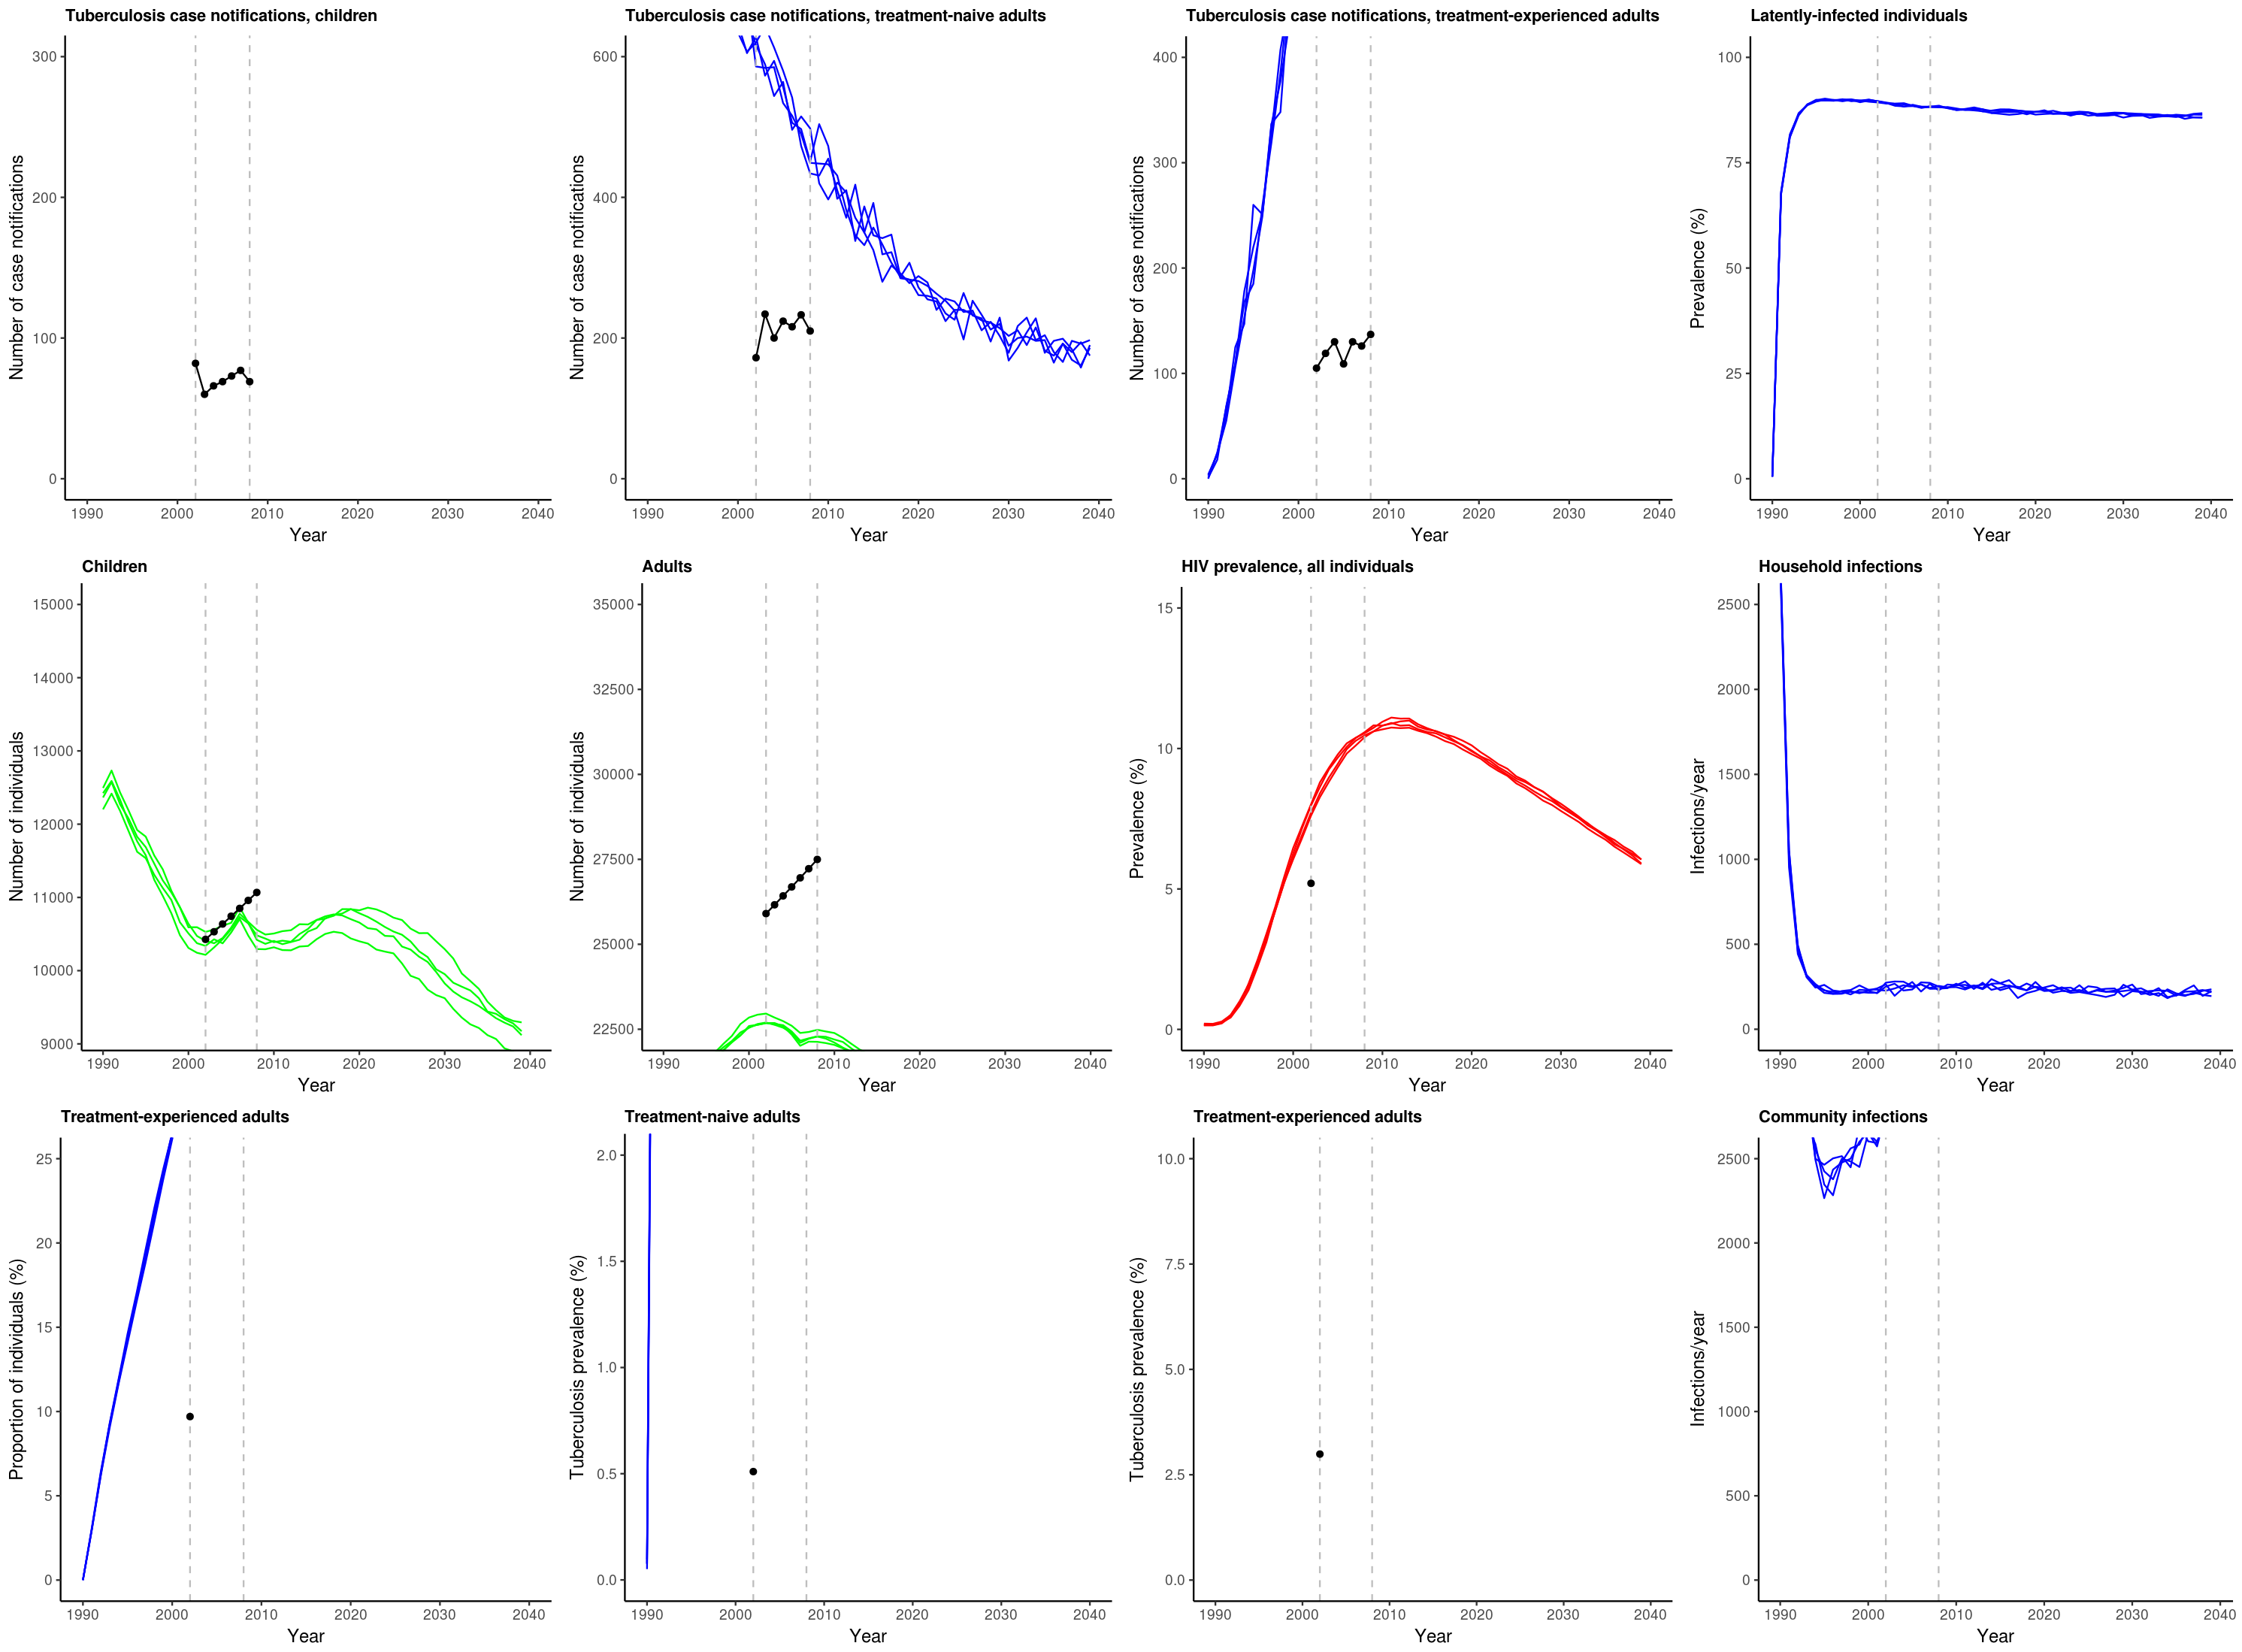 Tuberculosis case notifications, children
Number of case notifications
300
200
100
0
1990 2000 2010 2020 2030 2040
Year
Tuberculosis case notifications, treatment-naive adults
Number of case notifications
600
400
200
0
1990 2000 2010 2020 2030 2040
Year
Tuberculosis case notifications, treatment-experienced adults
Number of case notifications
400
300
200
100
0
1990 2000 2010 2020 2030 2040
Year
Latently-infected individuals
Prevalence (%)
100
75
50
25
0
1990 2000 2010 2020 2030 2040
Year
Children
Number of individuals
15000
14000
13000
12000
11000
10000
9000
1990 2000 2010 2020 2030 2040
Year
Adults
Number of individuals
35000
32500
30000
27500
25000
22500
1990 2000 2010 2020 2030 2040
Year
HIV prevalence, all individuals
Prevalence (%)
15
10
5
0
1990 2000 2010 2020 2030 2040
Year
Household infections
Infections/year
2500
2000
1500
1000
500
0
1990 2000 2010 2020 2030 2040
Year
Treatment-experienced adults
Proportion of individuals (%)
25
20
15
10
5
0
1990 2000 2010 2020 2030 2040
Year
Treatment-naive adults
Tuberculosis prevalence (%)
2.0
1.5
1.0
0.5
0.0
1990 2000 2010 2020 2030 2040
Year
Treatment-experienced adults
Tuberculosis prevalence (%)
10.0
7.5
5.0
2.5
0.0
1990 2000 2010 2020 2030 2040
Year
Community infections
Infections/year
2500
2000
1500
1000
500
0
1990 2000 2010 2020 2030 2040
Year